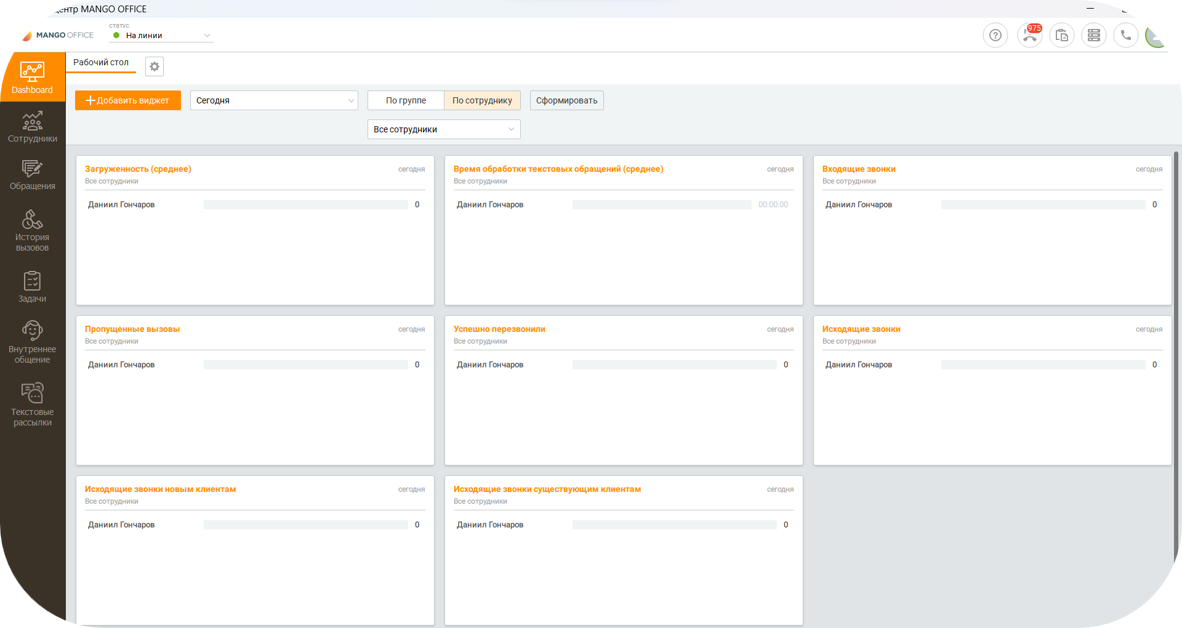 центр MANGO OFFICE
MANGO OFFICE
статус
На линии
975
Dashboard
Рабочий стол
Сотрудники
Обращения
История
вызовов
Задачи
Внутреннее
общение
Текстовые
рассылки
Добавить виджет
Сегодня
По группе
По сотруднику
Сформировать
Все сотрудники
Загруженность (среднее)
сегодня
Все сотрудники
Даниил Гончаров
0
Время обработки текстовых обращений (среднее)
сегодня
Все сотрудники
Даниил Гончаров
00:00:00
Входящие звонки
сегодня
Все сотрудники
Даниил Гончаров
0
Пропущенные вызовы
сегодня
Все сотрудники
Даниил Гончаров
0
Успешно перезвонили
сегодня
Все сотрудники
Даниил Гончаров
0
Исходящие звонки
сегодня
Все сотрудники
Даниил Гончаров
0
Исходящие звонки новым клиентам
сегодня
Все сотрудники
Даниил Гончаров
0
Исходящие звонки существующим клиентам
сегодня
Все сотрудники
Даниил Гончаров
0